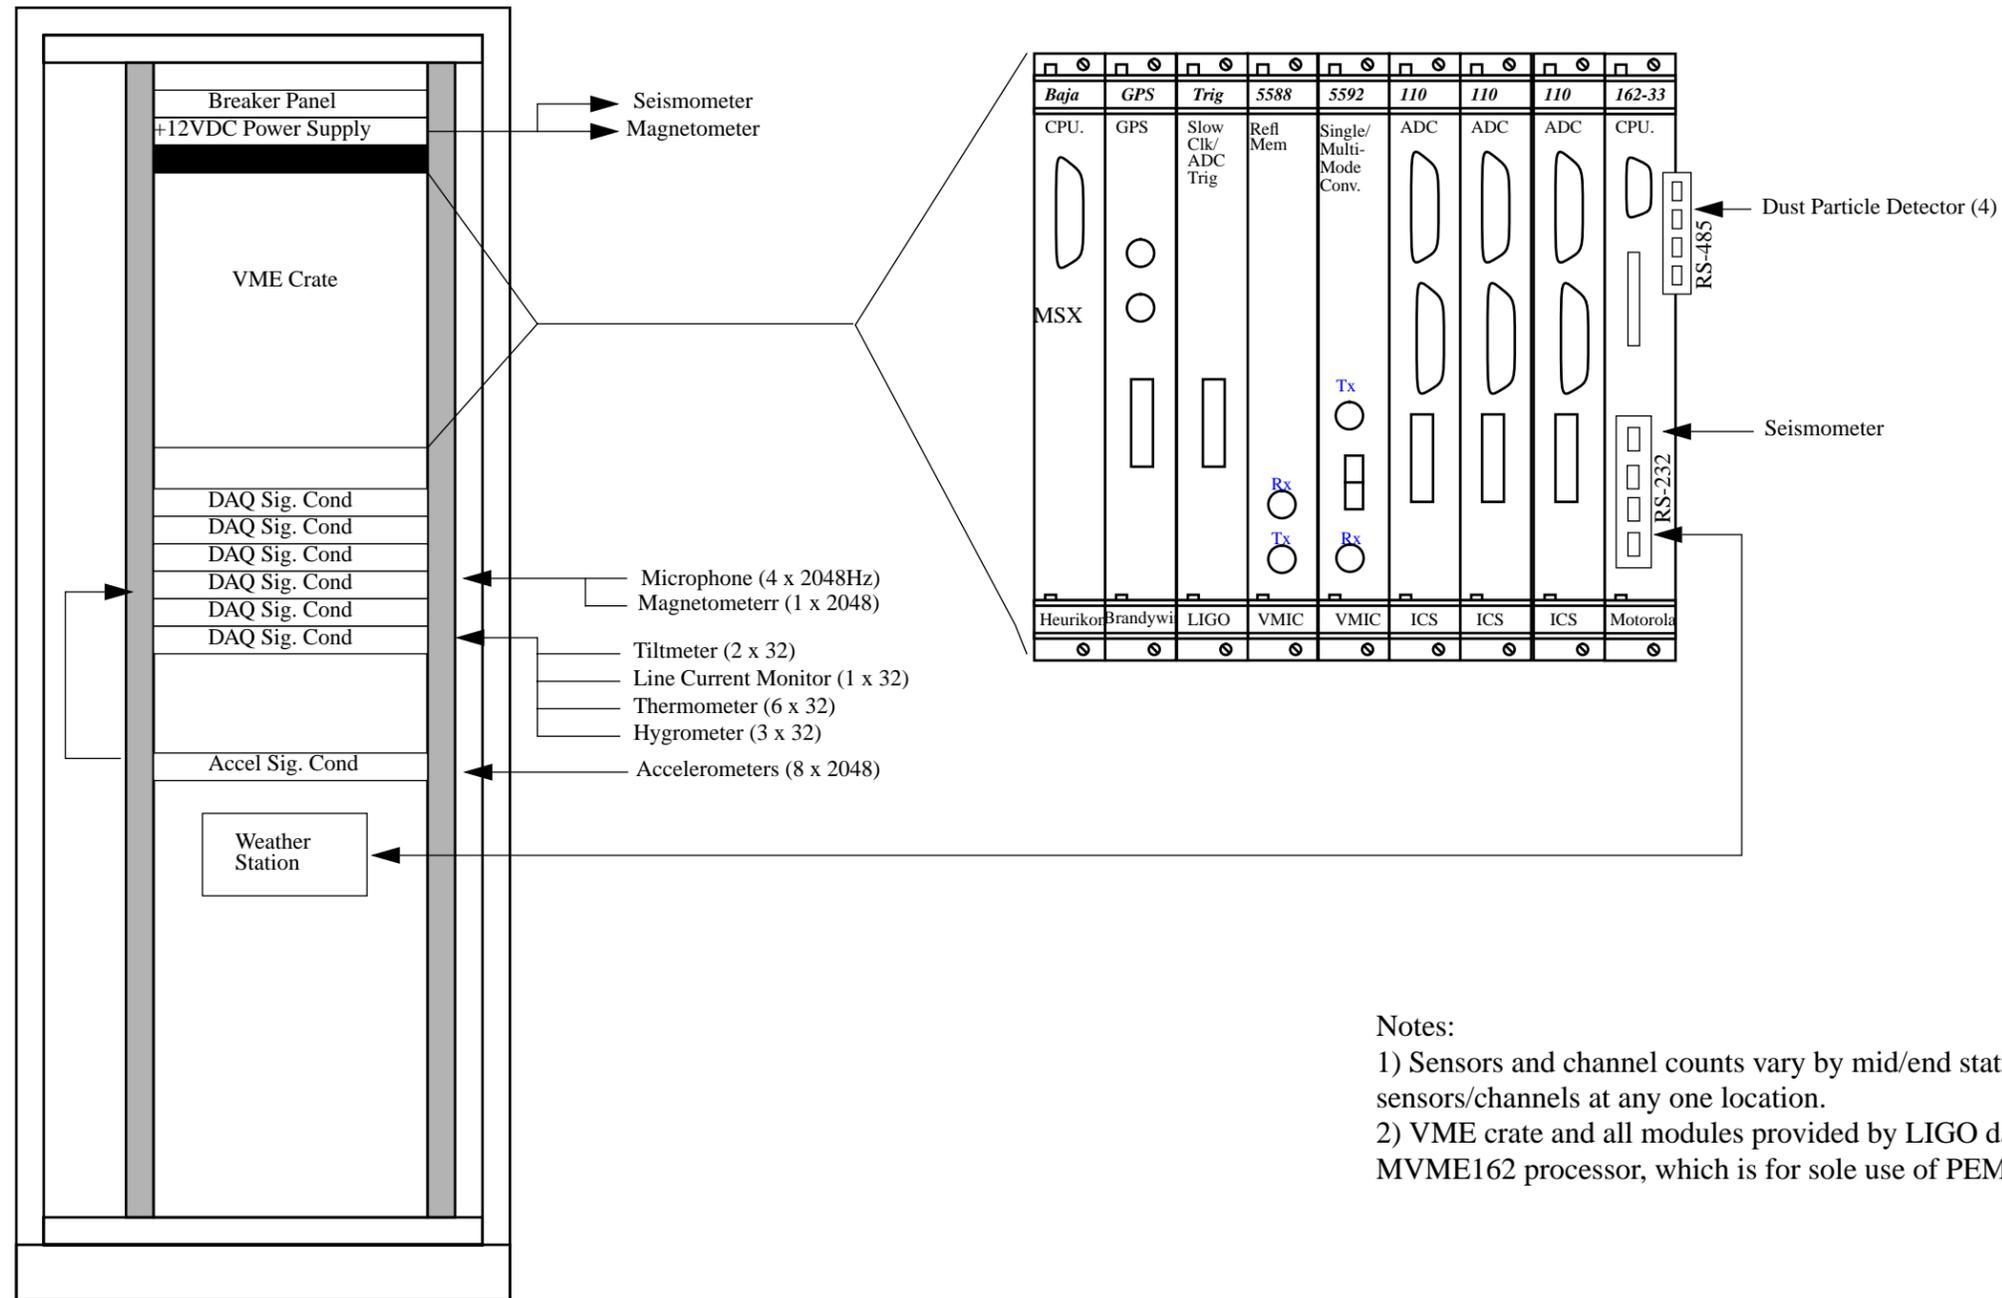 Breaker Panel
+12VDC Power Supply
VME Crate
DAQ Sig. Cond
DAQ Sig. Cond
DAQ Sig. Cond
DAQ Sig. Cond
DAQ Sig. Cond
DAQ Sig. Cond
Accel Sig. Cond
Weather
Station
Seismometer
Magnetometer
Microphone (4 x 2048Hz)
Magnetometerr (1 x 2048)
Tiltmeter (2 x 32)
Line Current Monitor (1 x 32)
Thermometer (6 x 32)
Hygrometer (3 x 32)
Accelerometers (8 x 2048)
Baja
CPU.
MSX
Heurikon
GPS
GPS
Brandywi
Trig
Slow
Clk/
ADC
Trig
LIGO
5588
Refl
Mem
Rx
Tx
VMIC
5592
Single/
Multi-
Mode
Conv.
Tx
Rx
VMIC
110
ADC
ICS
110
ADC
ICS
110
ADC
ICS
162-33
CPU.
Motorola
RS-485
RS-232
Dust Particle Detector (4)
Seismometer
Notes:
1) Sensors and channel counts vary by mid/end stat
sensors/channels at any one location.
2) VME crate and all modules provided by LIGO d
MVME162 processor, which is for sole use of PEM